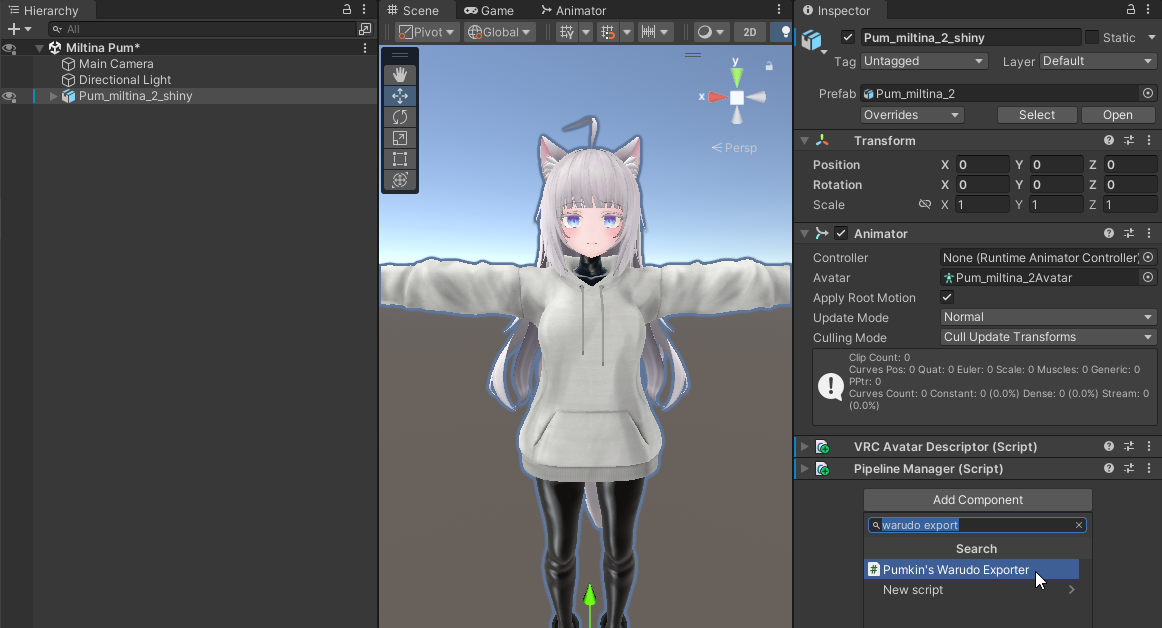 Hierarchy
All
Miltina Pum*
Main Camera
Directional Light
Pum_miltina_2_shiny
Scene
Game
Animator
Pivot
Global
2D
y
x
Persp
Inspector
Pum_miltina_2_shiny
Static
Tag Untagged Layer Default
Prefab Pum_miltina_2
Overrides Select Open
Transform
Position X 0 Y 0 Z 0
Rotation X 0 Y 0 Z 0
Scale X 1 Y 1 Z 1
Animator
Controller None (Runtime Animator Controller)
Avatar Pum_miltina_2Avatar
Apply Root Motion
Update Mode Normal
Culling Mode Cull Update Transforms
Clip Count: 0
Curves Pos: 0 Quat: 0 Euler: 0 Scale: 0 Muscles: 0 Generic: 0
PPtr: 0
Curves Count: 0 Constant: 0 (0.0%) Dense: 0 (0.0%) Stream: 0
(0.0%)
VRC Avatar Descriptor (Script)
Pipeline Manager (Script)
Add Component
warudo export
Search
Pumkin's Warudo Exporter
New script